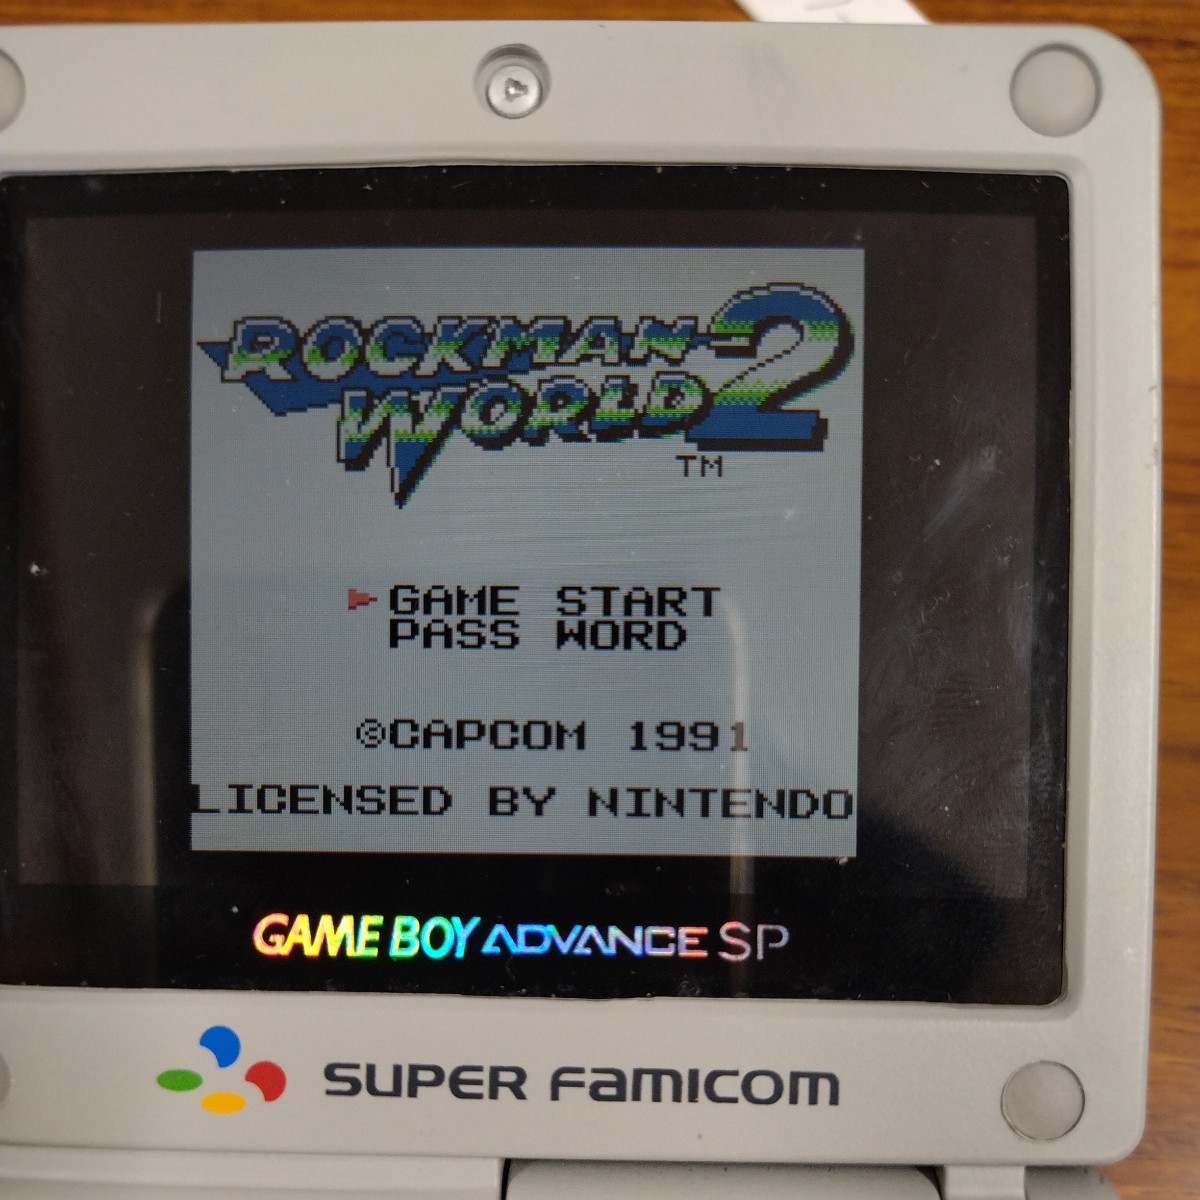 ROCKMAN
WORLD 2
TM
GAME START
PASS WORD
©CAPCOM 1991
LICENSED BY NINTENDO
GAME BOY ADVANCE SP
SUPER FAMICOM